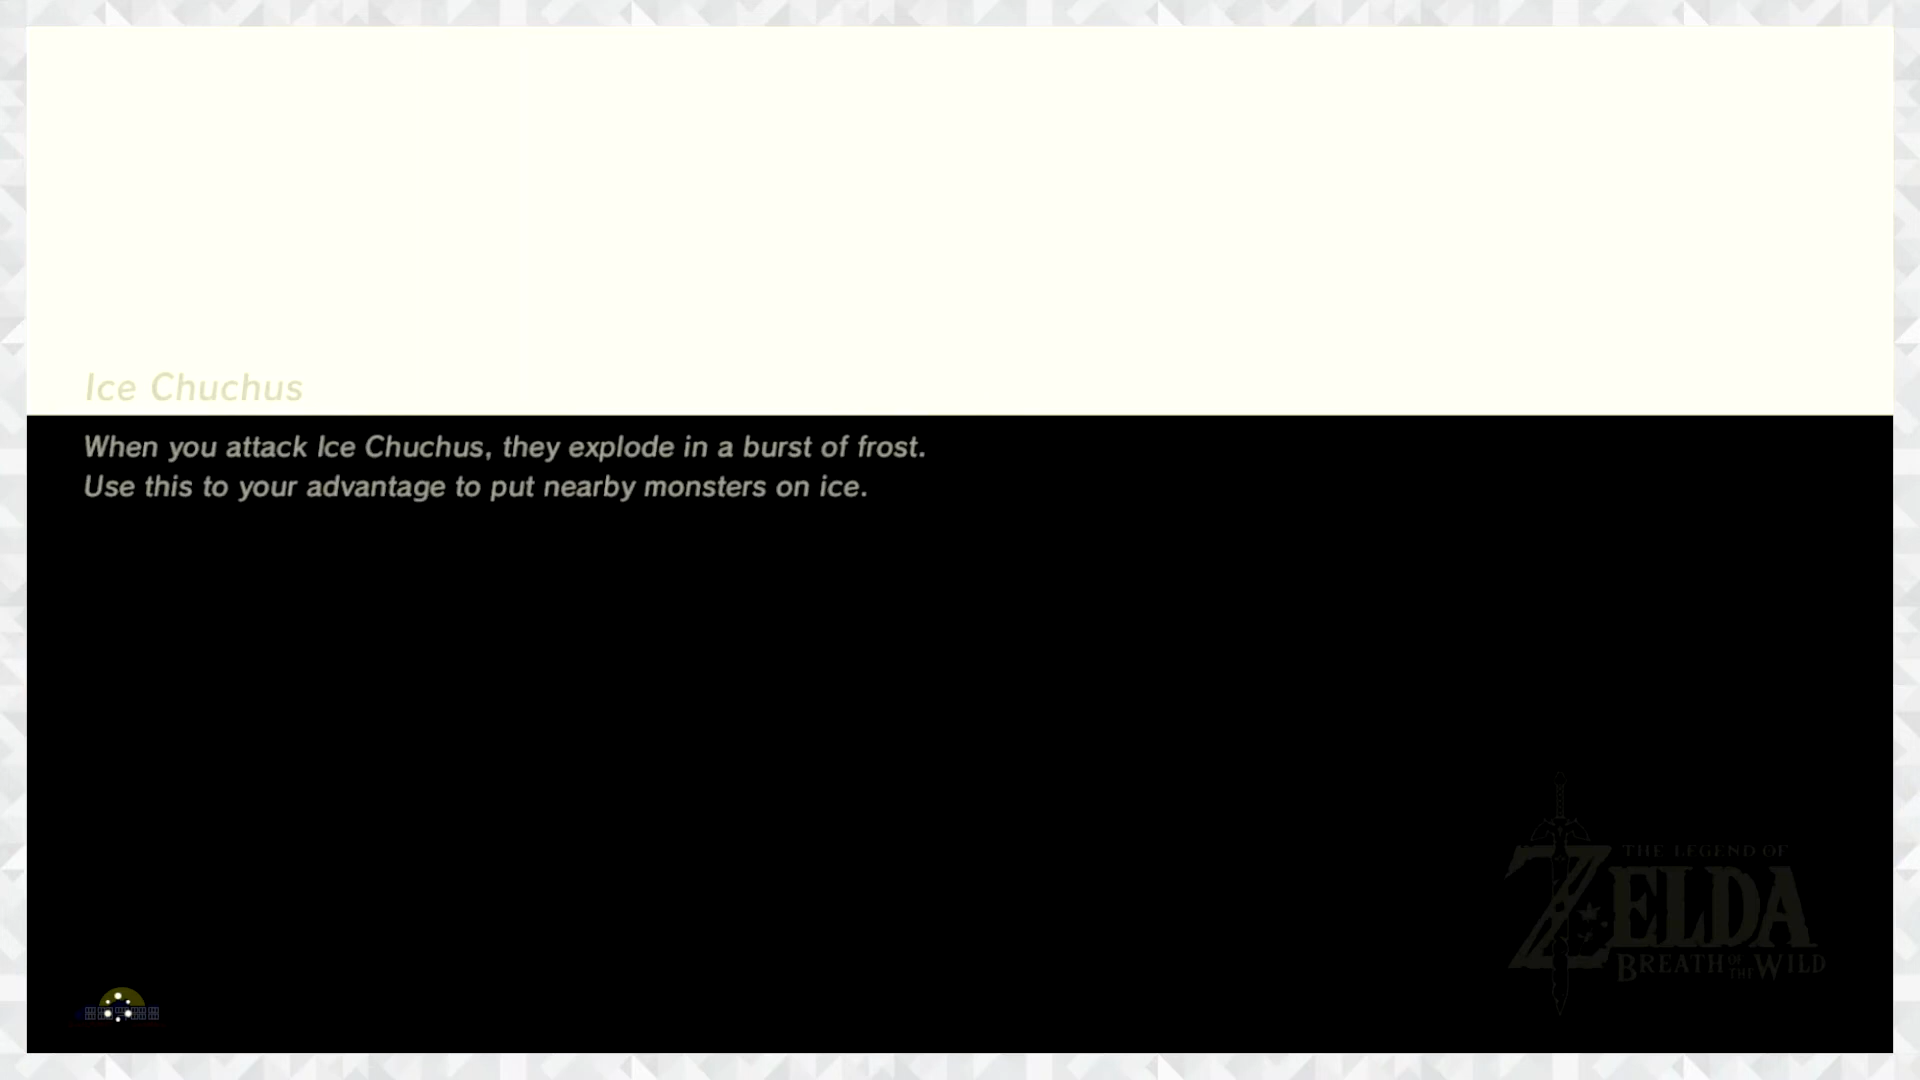 Ice Chuchus
When you attack Ice Chuchus, they explode in a burst of frost.
Use this to your advantage to put nearby monsters on ice.
THE LEGEND OF
ZELDA
BREATH OF THE WILD